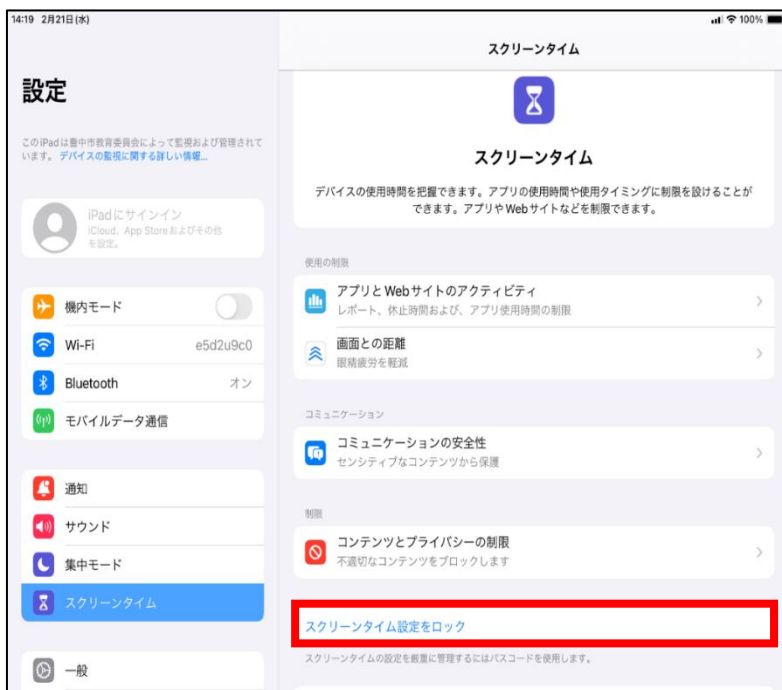 14:19 2月21日(水)
100%
設定
このiPadは豊中市教育委員会によって監視および管理されて
います。デバイスの監視に関する詳しい情報...
iPadにサインイン
iCloud、App Storeおよびその他
を設定。
機内モード
Wi-Fi e5d2u9c0
Bluetooth オン
モバイルデータ通信
通知
サウンド
集中モード
スクリーンタイム
一般
スクリーンタイム
スクリーンタイム
デバイスの使用時間を把握できます。アプリの使用時間や使用タイミングに制限を設けることが
できます。アプリやWebサイトなどを制限できます。
使用の制限
アプリとWebサイトのアクティビティ
レポート、休止時間および、アプリ使用時間の制限
画面との距離
眼精疲労を軽減
コミュニケーション
コミュニケーションの安全性
センシティブなコンテンツから保護
制限
コンテンツとプライバシーの制限
不適切なコンテンツをブロックします
スクリーンタイム設定をロック
スクリーンタイムの設定を厳重に管理するにはパスコードを使用します。